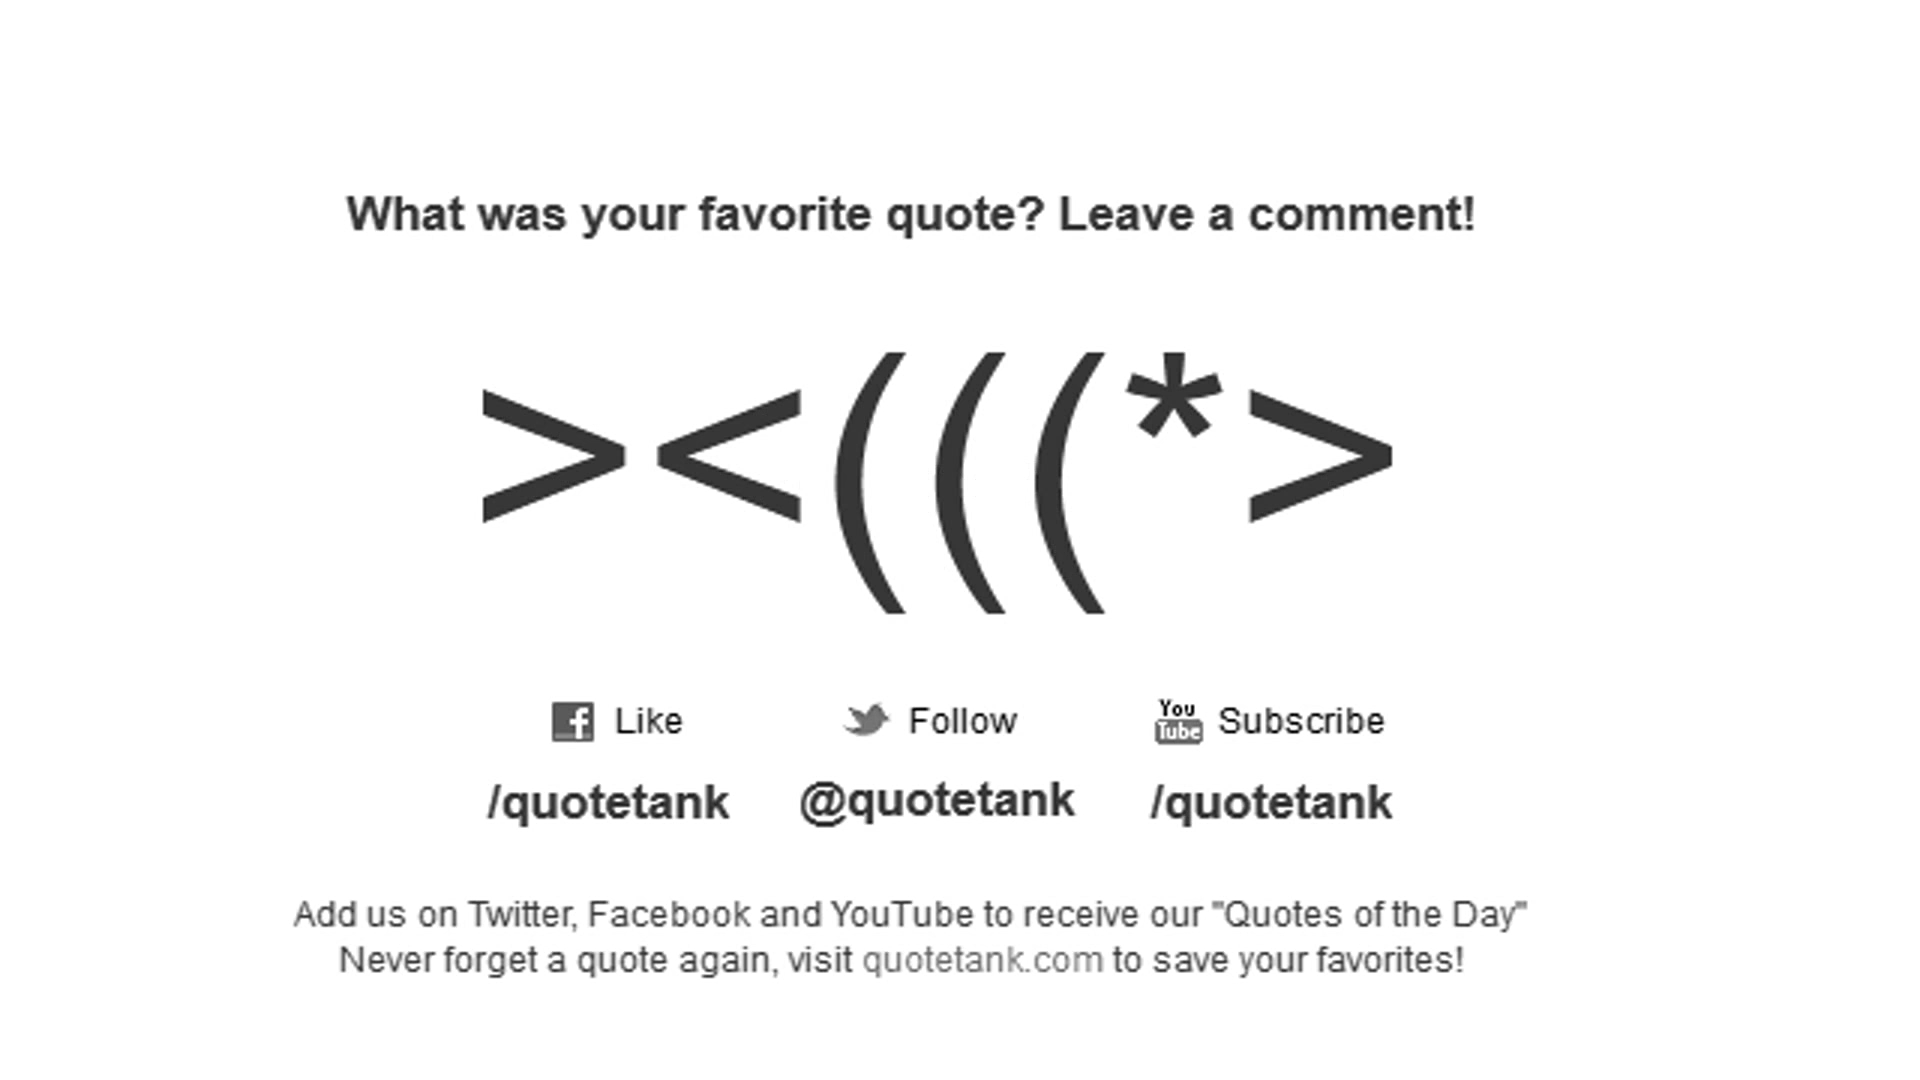 What was your favorite quote? Leave a comment!
><(((*>
f Like Follow You Tube Subscribe
/quotetank @quotetank /quotetank
Add us on Twitter, Facebook and YouTube to receive our "Quotes of the Day"
Never forget a quote again, visit quotetank.com to save your favorites!